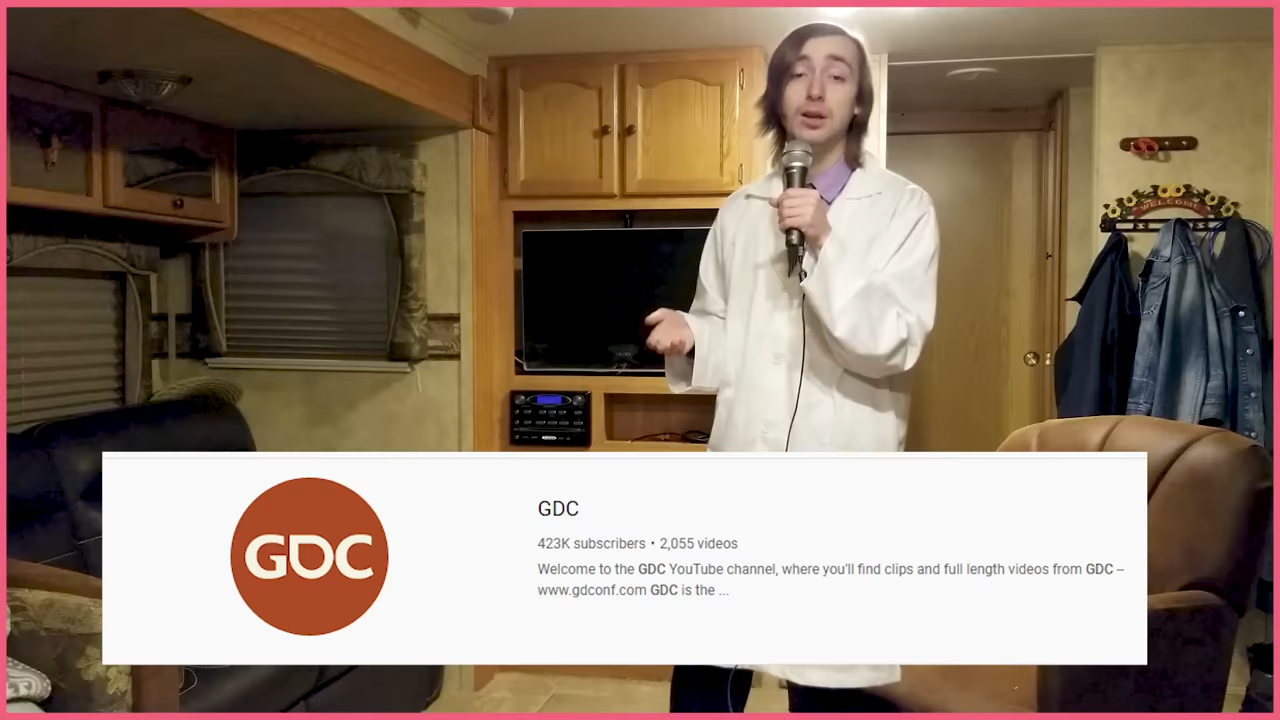 WELCOME
GDC
GDC
423K subscribers • 2,055 videos
Welcome to the GDC YouTube channel, where you'll find clips and full length videos from GDC –
www.gdconf.com GDC is the ...